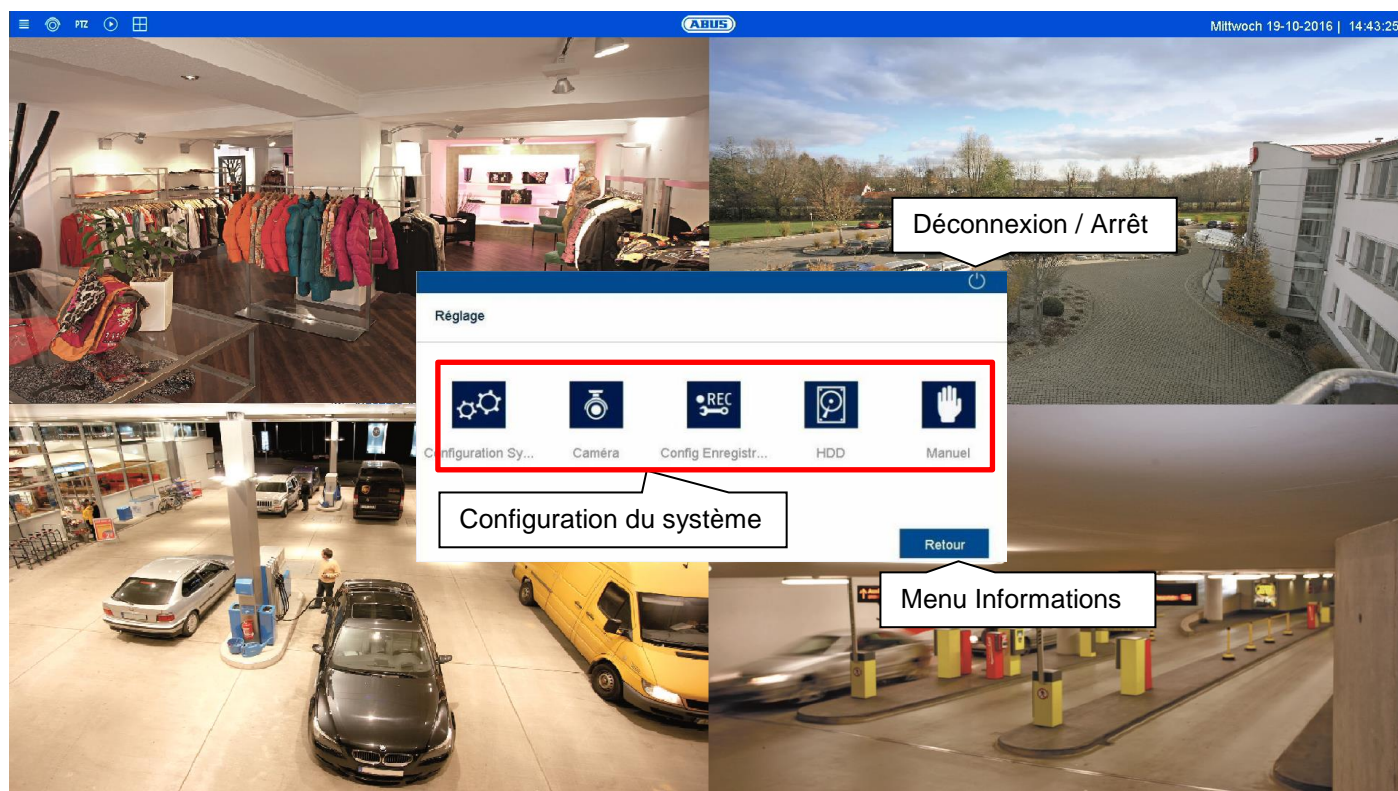 PTZ
ABUS
Mittwoch 19-10-2016 | 14:43:25
Déconnexion / Arrêt
Réglage
REC
Configuration Sy...
Caméra
Config Enregistr...
HDD
Manuel
Configuration du système
Retour
Menu Informations